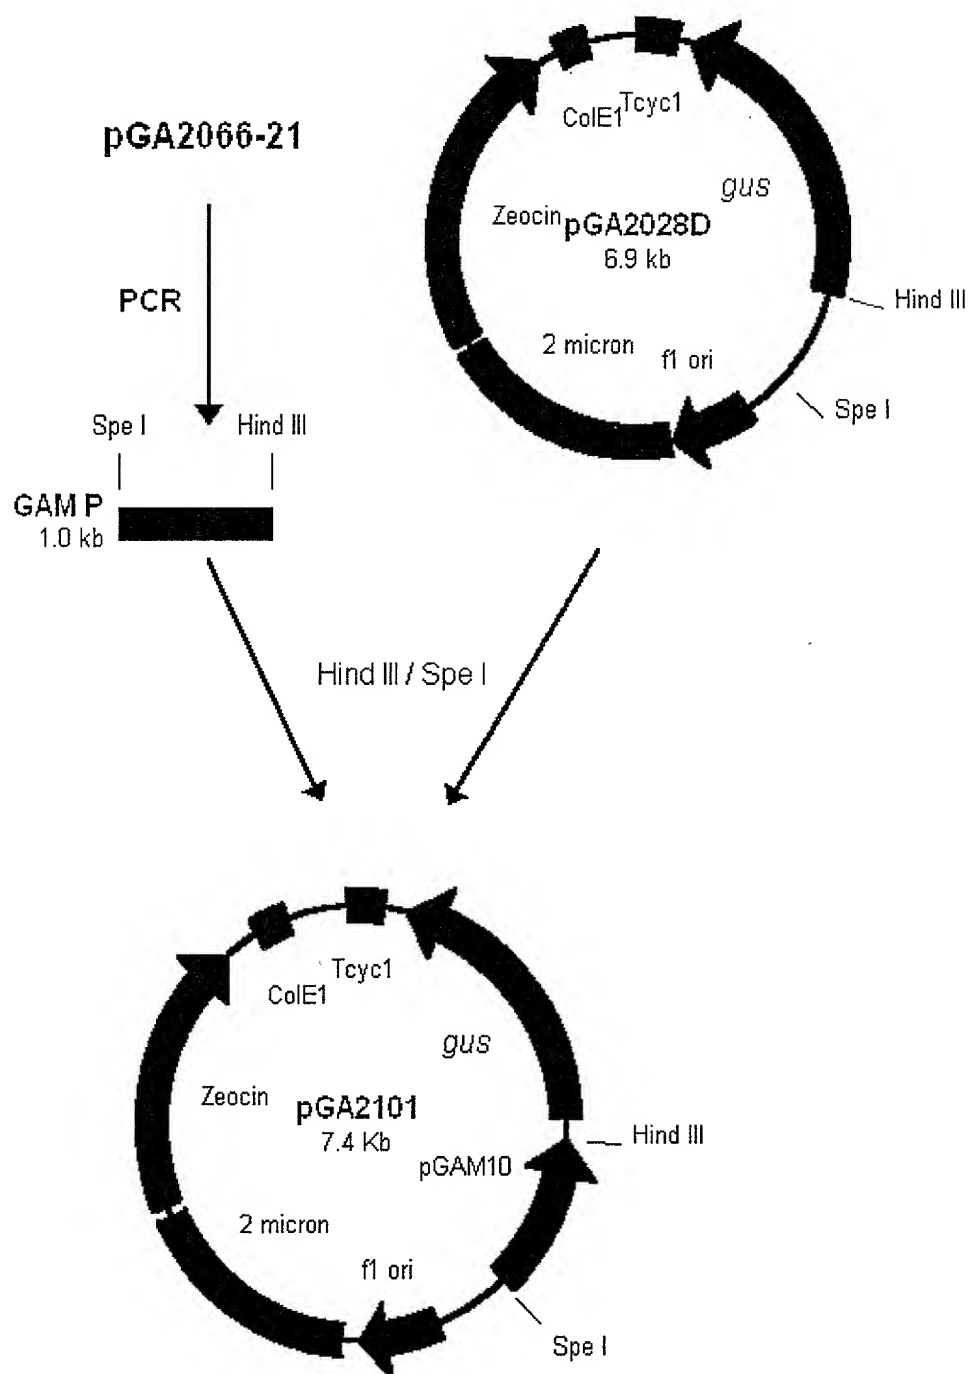 pGA2066-21
PCR
Spe I Hind III
GAM P
1.0 kb
ColE1 Tcyc1
gus
Zeocin pGA2028D
6.9 kb
Hind III
2 micron f1 ori
Spe I
Hind III / Spe I
Tcyc1
ColE1
gus
Zeocin pGA2101
7.4 Kb
Hind III
pGAM10
2 micron
f1 ori
Spe I